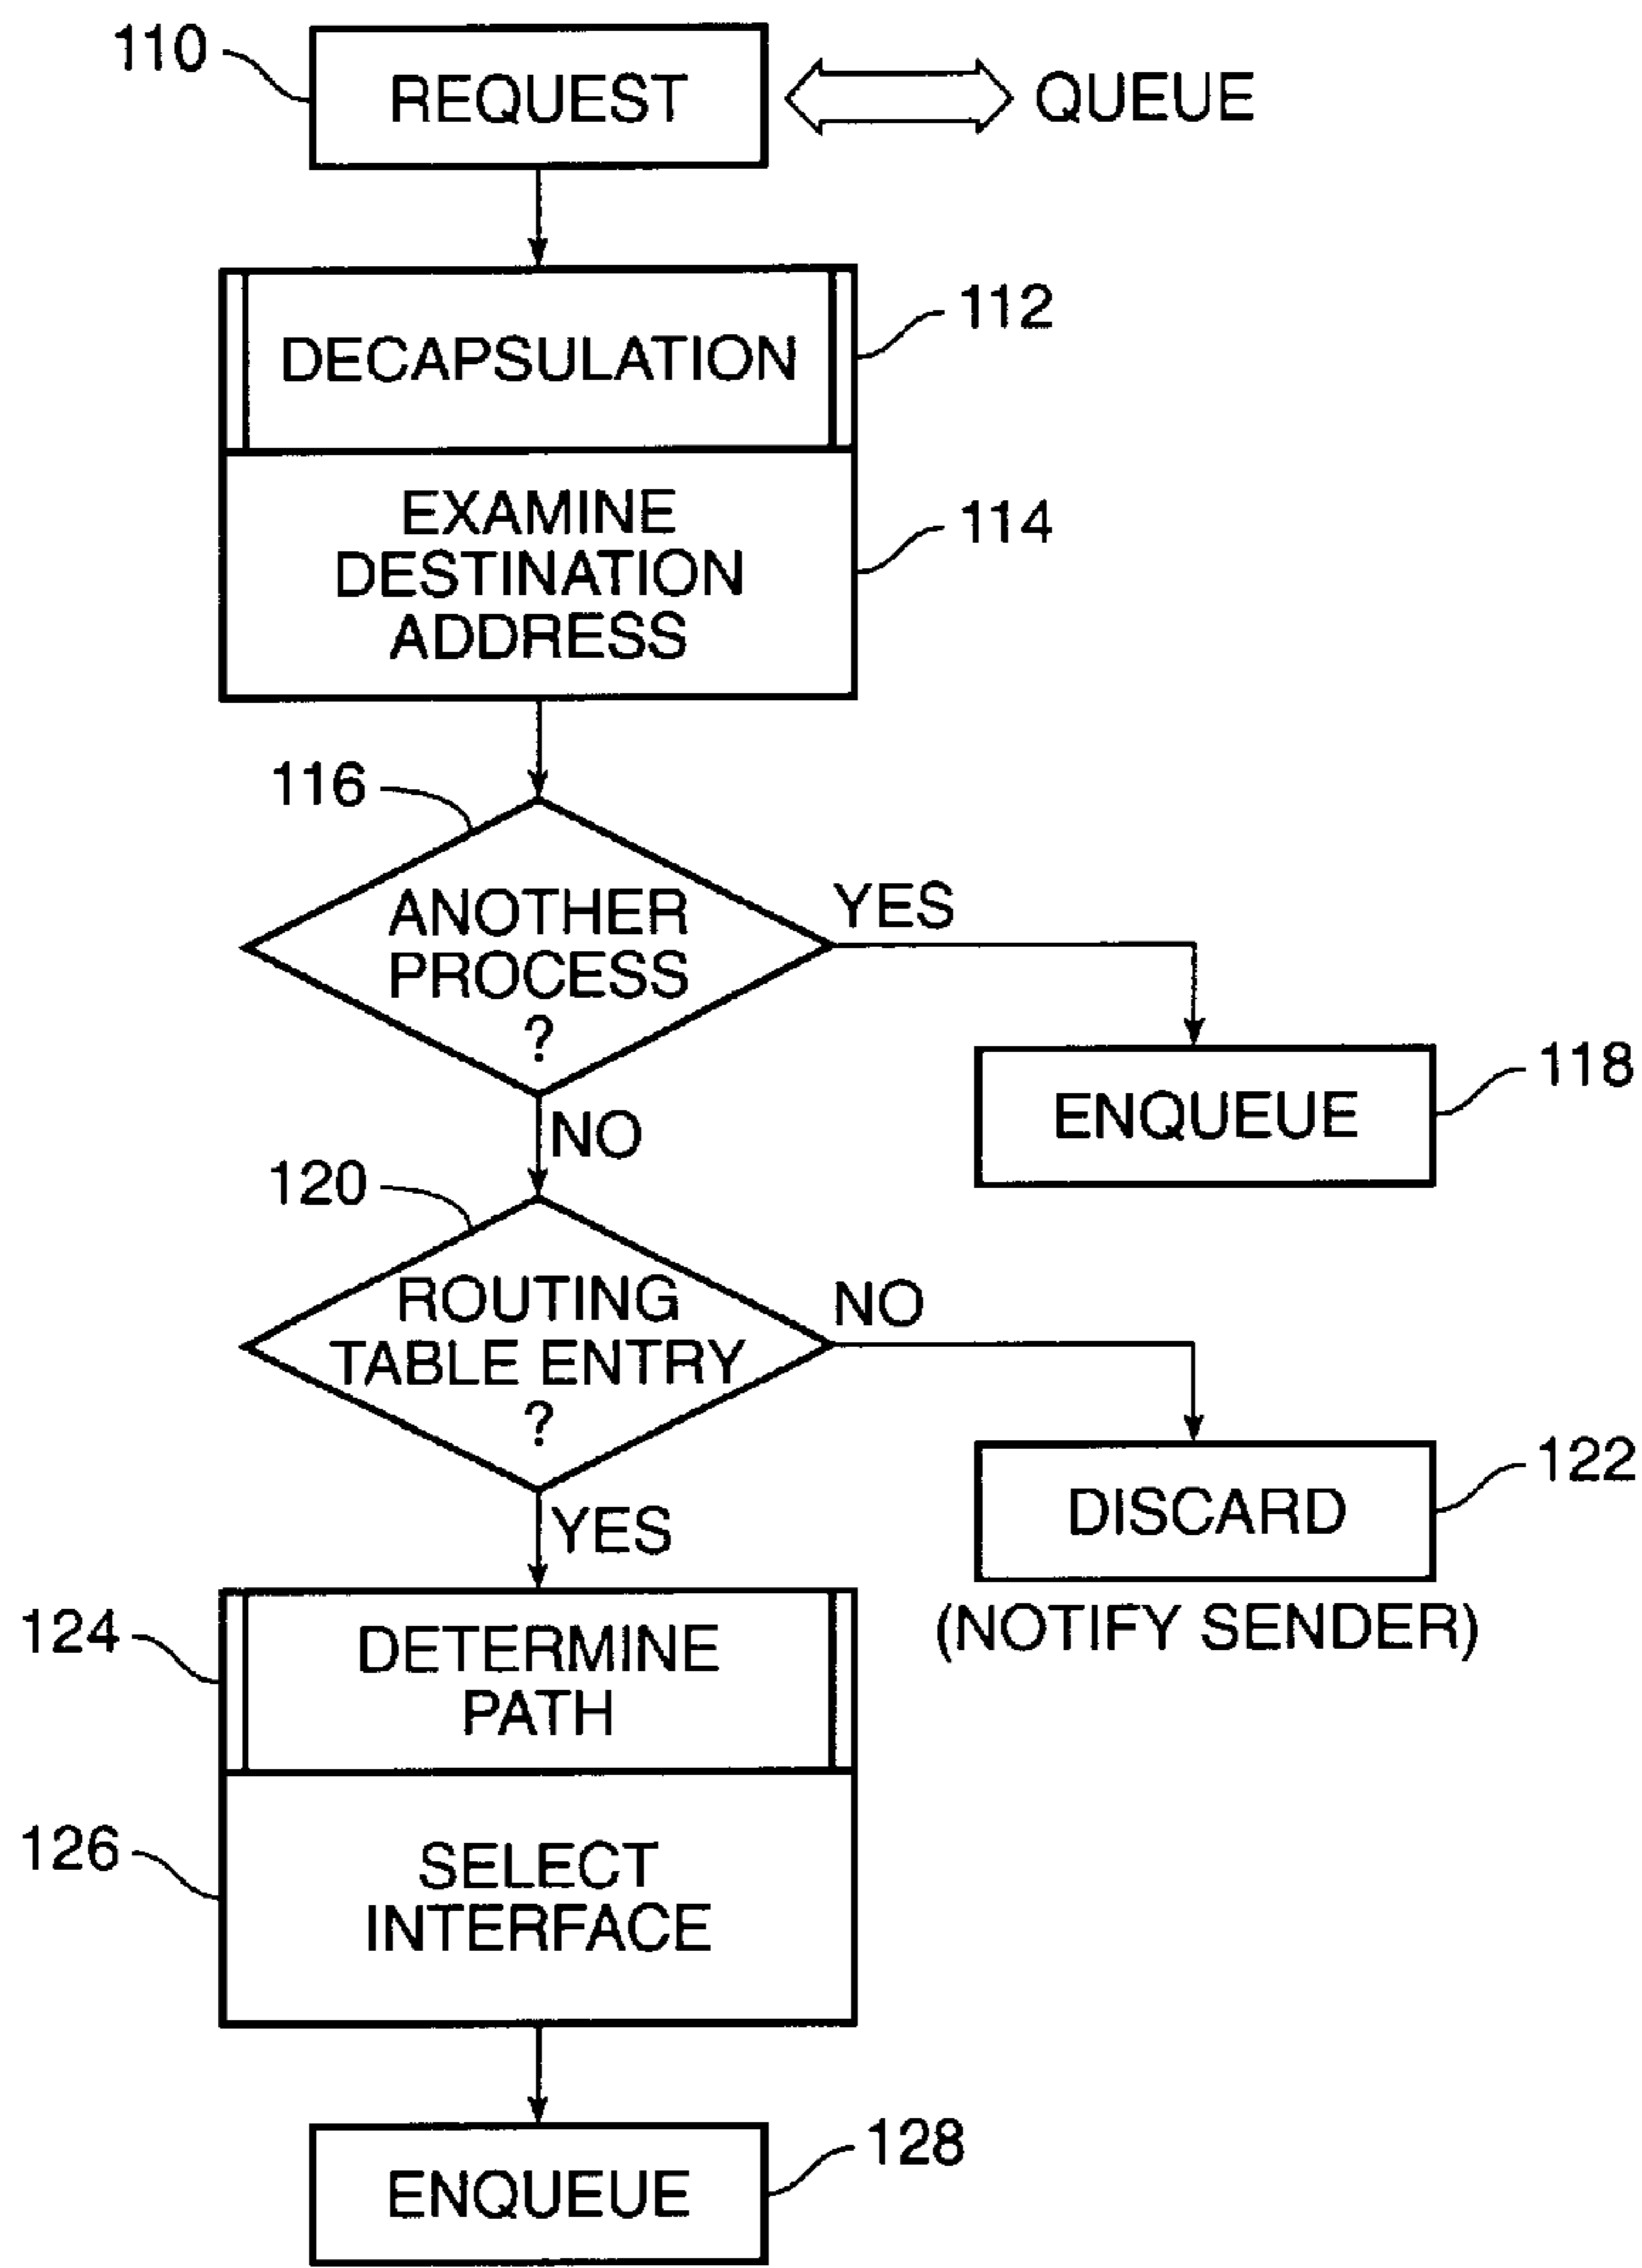 110
REQUEST
QUEUE
DECAPSULATION
112
EXAMINE
DESTINATION
ADDRESS
114
116
ANOTHER
PROCESS
?
YES
NO
ENQUEUE
118
120
ROUTING
TABLE ENTRY
?
NO
YES
DISCARD
122
(NOTIFY SENDER)
124
DETERMINE
PATH
126
SELECT
INTERFACE
ENQUEUE
128